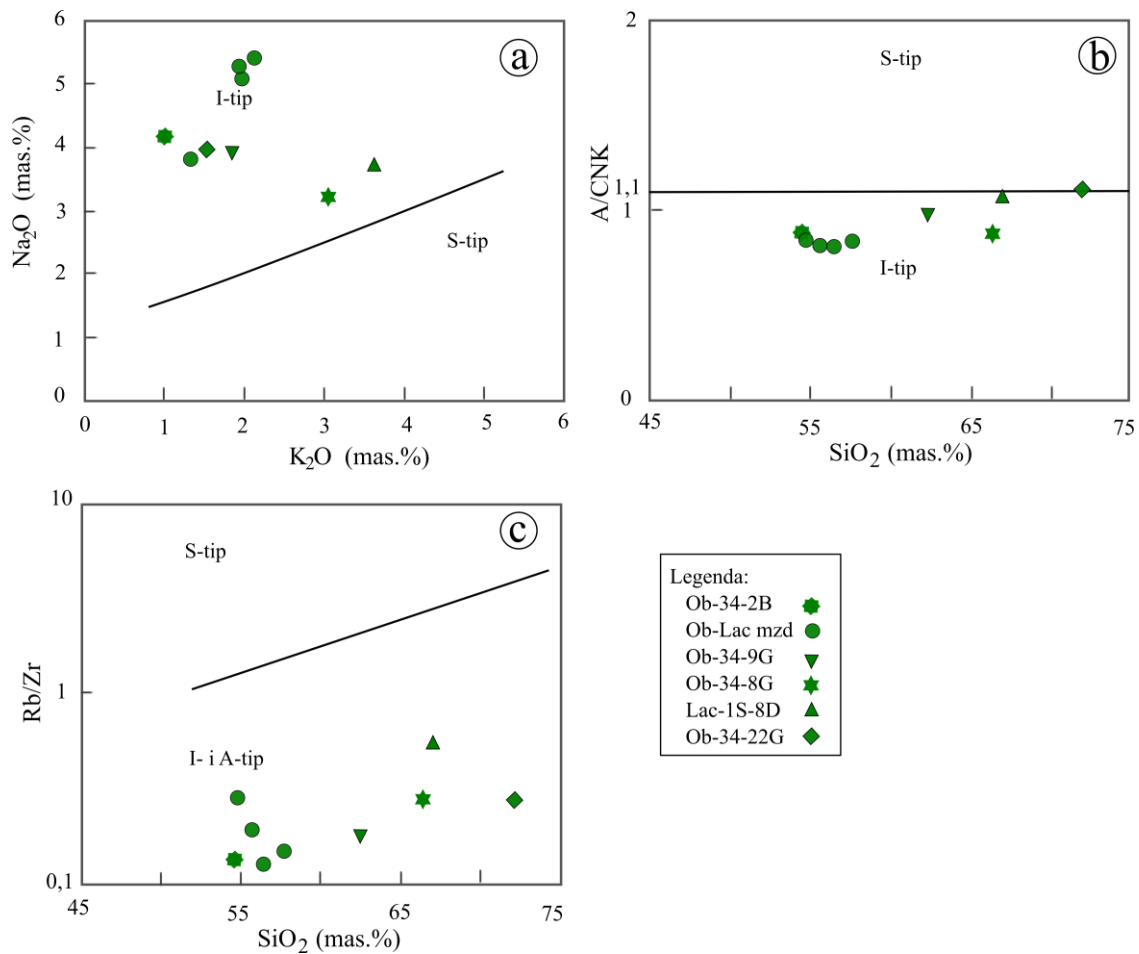 6
5
4
3
2
1
0
Na₂O (mas.%)
a
I-tip
S-tip
0
1
2
3
4
5
6
K₂O (mas.%)
2
1,1
1
0
A/CNK
b
S-tip
I-tip
45
55
65
75
SiO₂ (mas.%)
10
1
0,1
Rb/Zr
c
S-tip
I- i A-tip
45
55
65
75
SiO₂ (mas.%)
Legenda:
Ob-34-2B
Ob-Lac mzd
Ob-34-9G
Ob-34-8G
Lac-1S-8D
Ob-34-22G